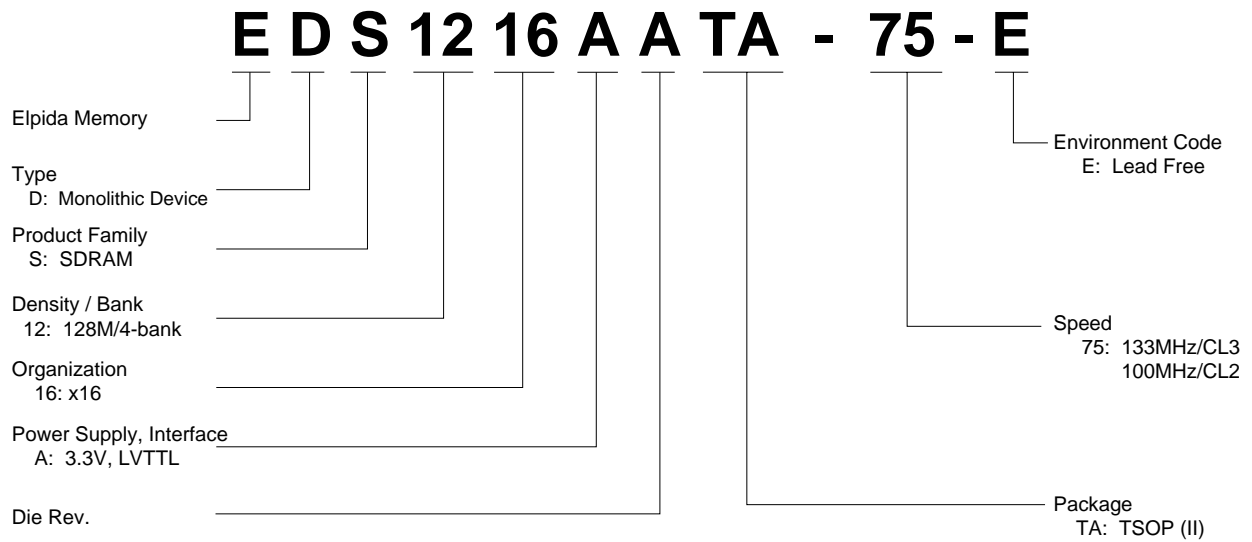 E D S 12 16 A A TA - 75 - E
Elpida Memory
Type
D: Monolithic Device
Product Family
S: SDRAM
Density / Bank
12: 128M/4-bank
Organization
16: x16
Power Supply, Interface
A: 3.3V, LVTTL
Die Rev.
Environment Code
E: Lead Free
Speed
75: 133MHz/CL3
100MHz/CL2
Package
TA: TSOP (II)